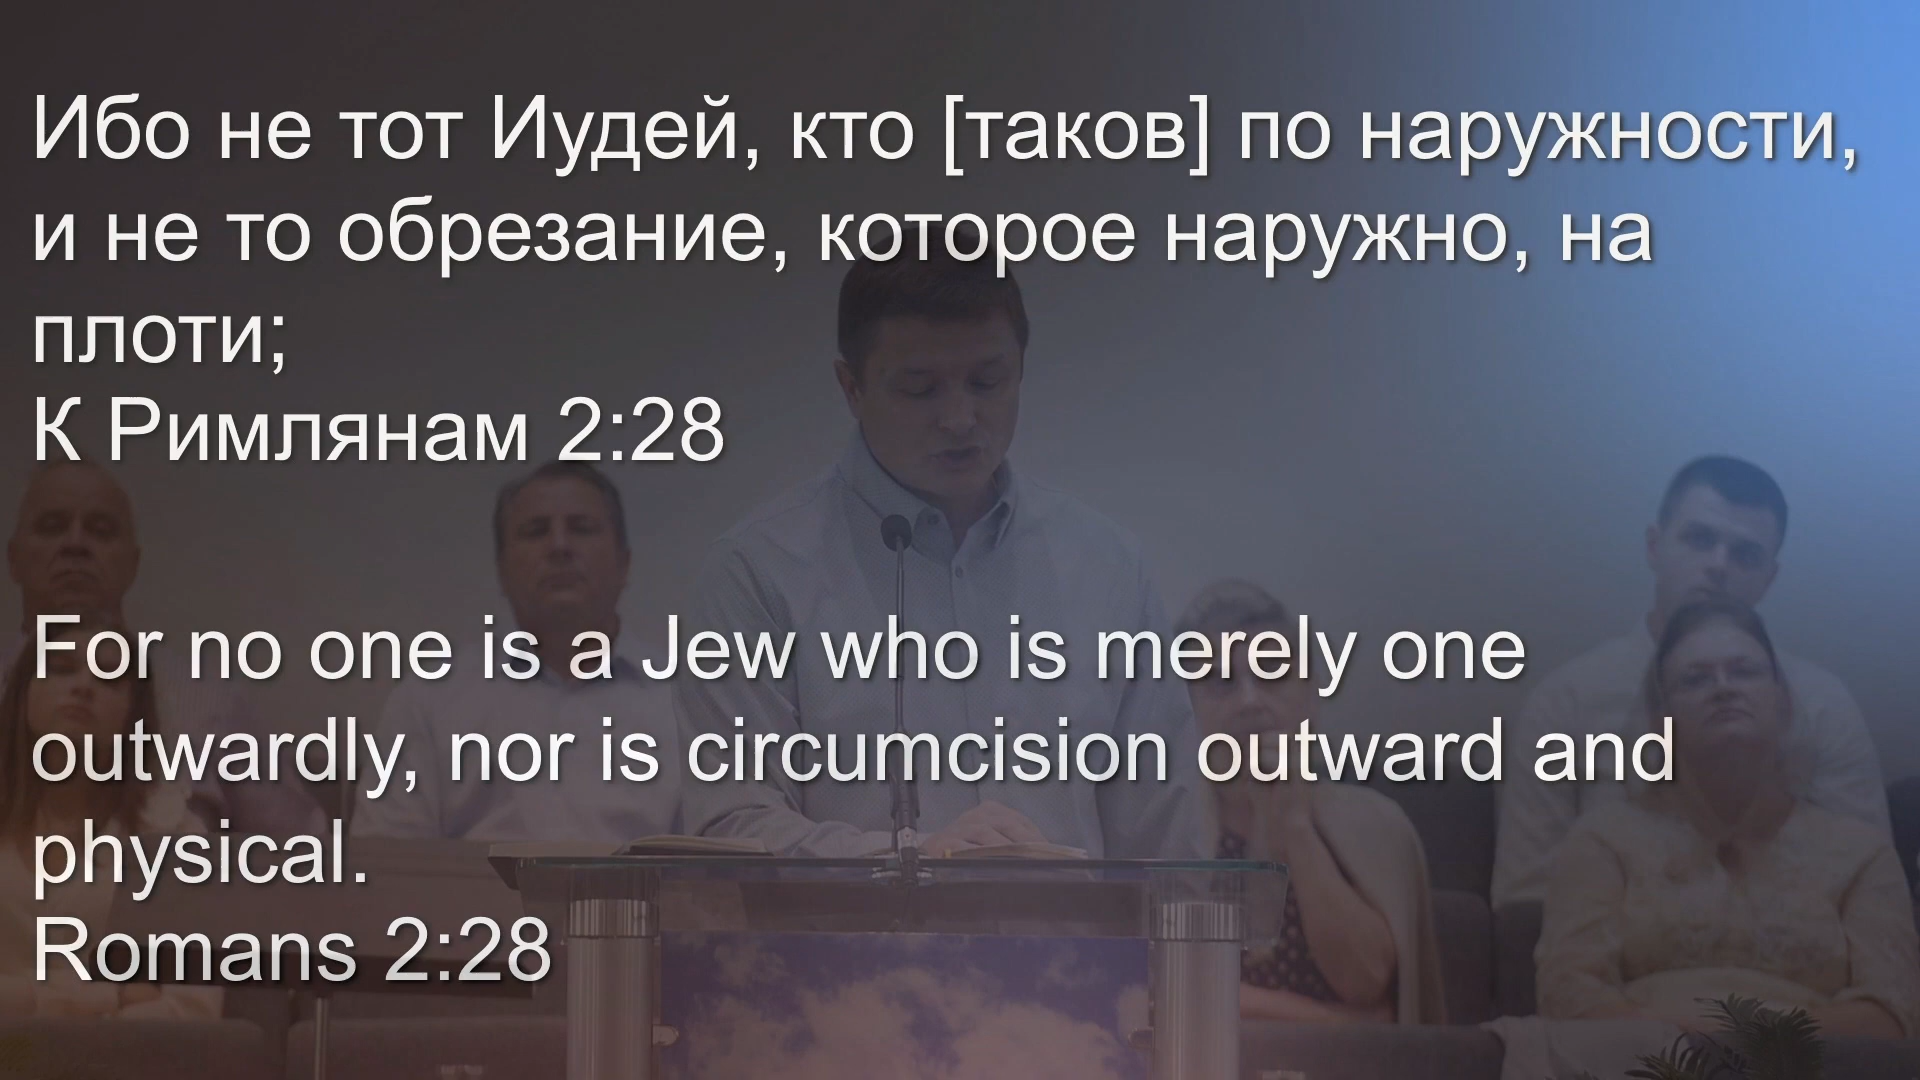 Ибо не тот Иудей, кто [таков] по наружности,
и не то обрезание, которое наружно, на
плоти;
К Римлянам 2:28
For no one is a Jew who is merely one
outwardly, nor is circumcision outward and
physical.
Romans 2:28